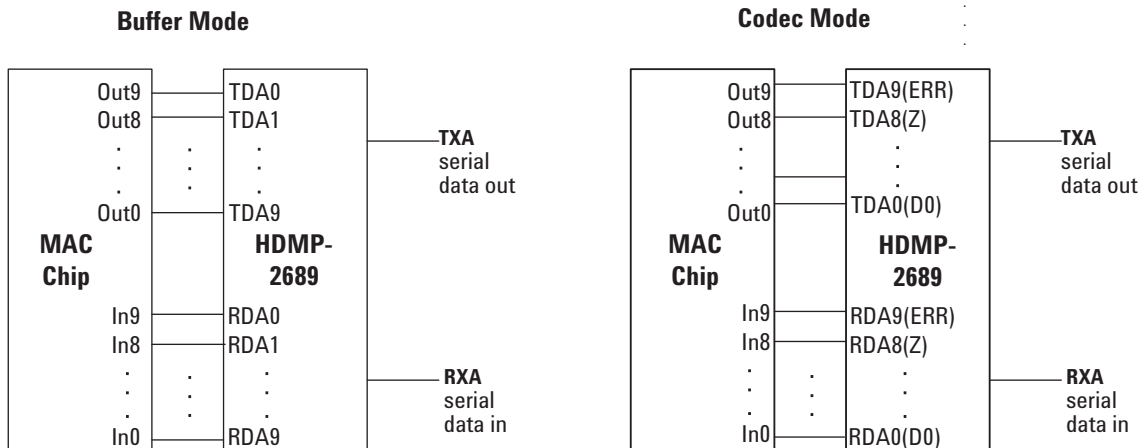 Buffer Mode
Out9 TDA0
Out8 TDA1
Out0 TDA9
MAC Chip
HDMP-2689
In9 RDA0
In8 RDA1
In0 RDA9
TXA
serial
data out
RXA
serial
data in
Codec Mode
Out9 TDA9(ERR)
Out8 TDA8(Z)
Out0 TDA0(D0)
MAC Chip
HDMP-2689
In9 RDA9(ERR)
In8 RDA8(Z)
In0 RDA0(D0)
TXA
serial
data out
RXA
serial
data in